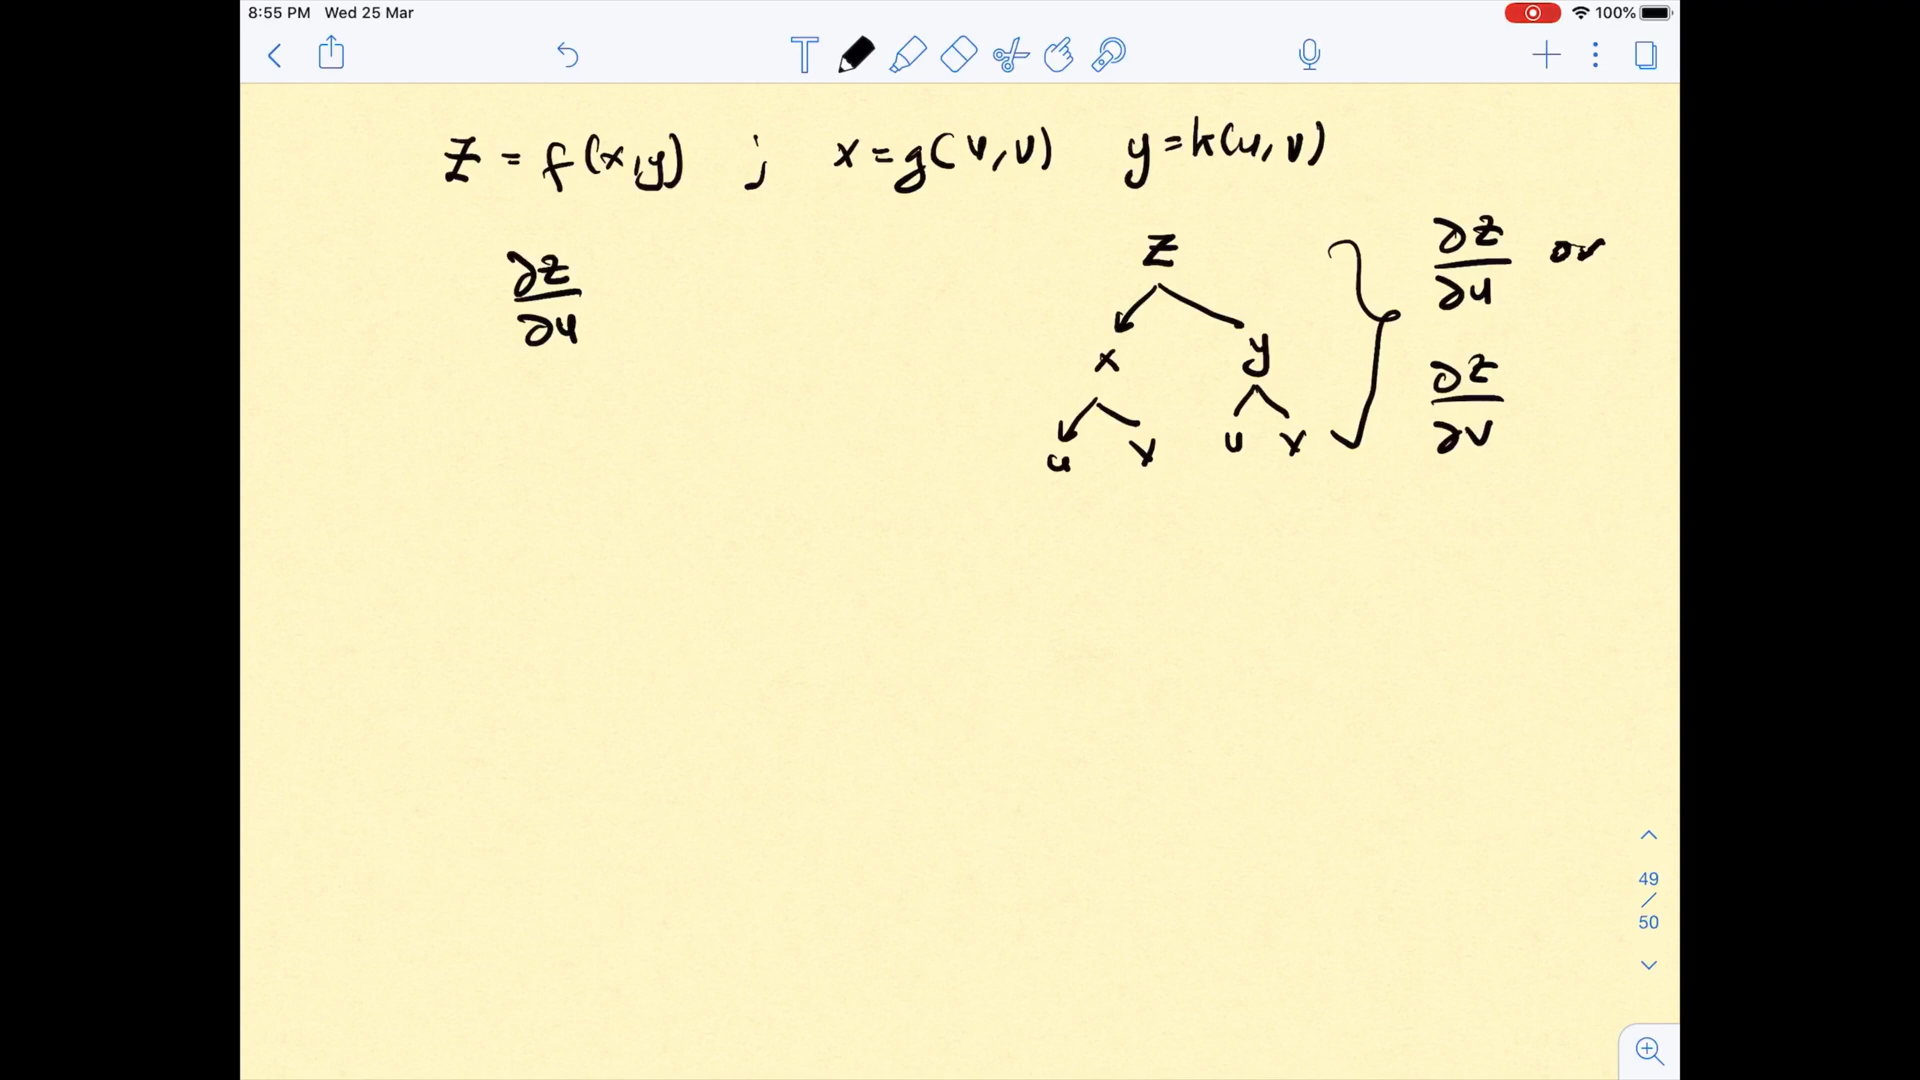 8:55 PM Wed 25 Mar 100%
T
z = f(x,y) ; x = g(u,v) y = k(u,v)
∂z/∂u
z
x y
u v u v
∂z/∂u or
∂z/∂v
49
/
50